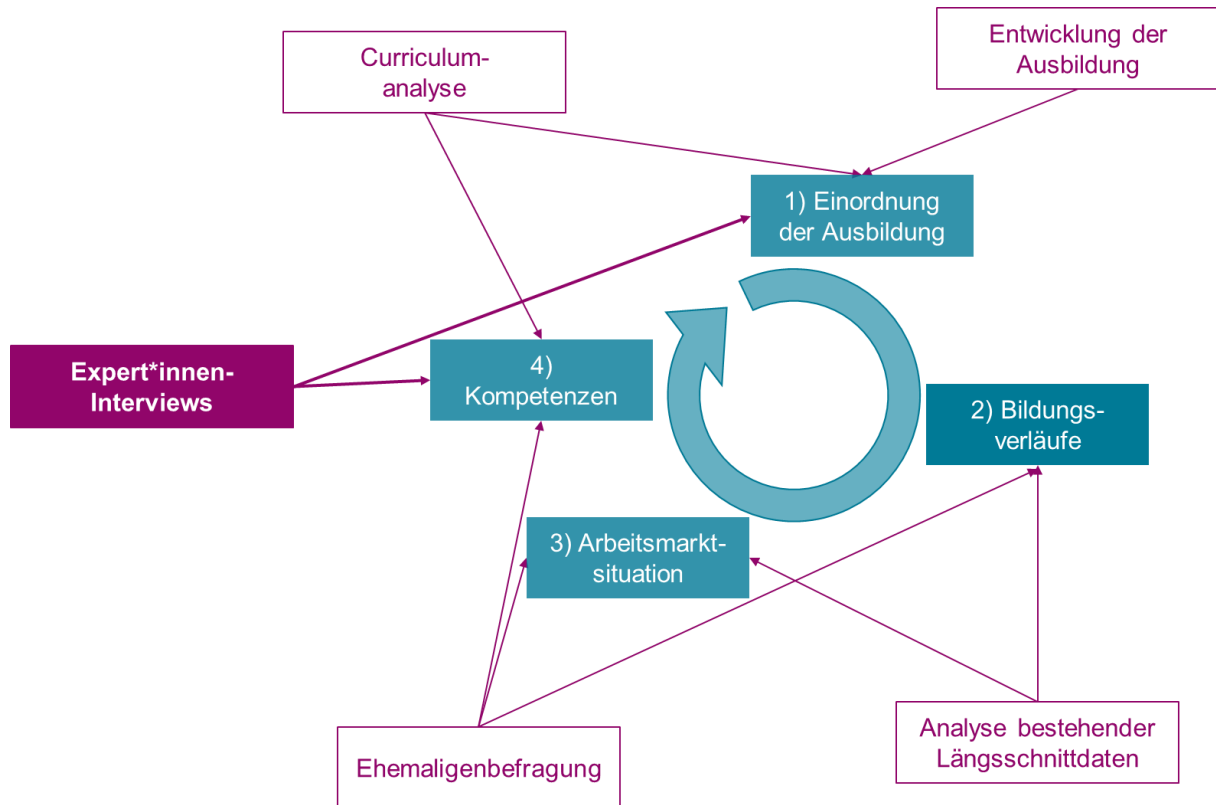 Curriculum-
analyse
Entwicklung der
Ausbildung
1) Einordnung
der Ausbildung
Expert*innen-
Interviews
4)
Kompetenzen
2) Bildungs-
verläufe
3) Arbeitsmarkt-
situation
Ehemaligenbefragung
Analyse bestehender
Längsschnittdaten